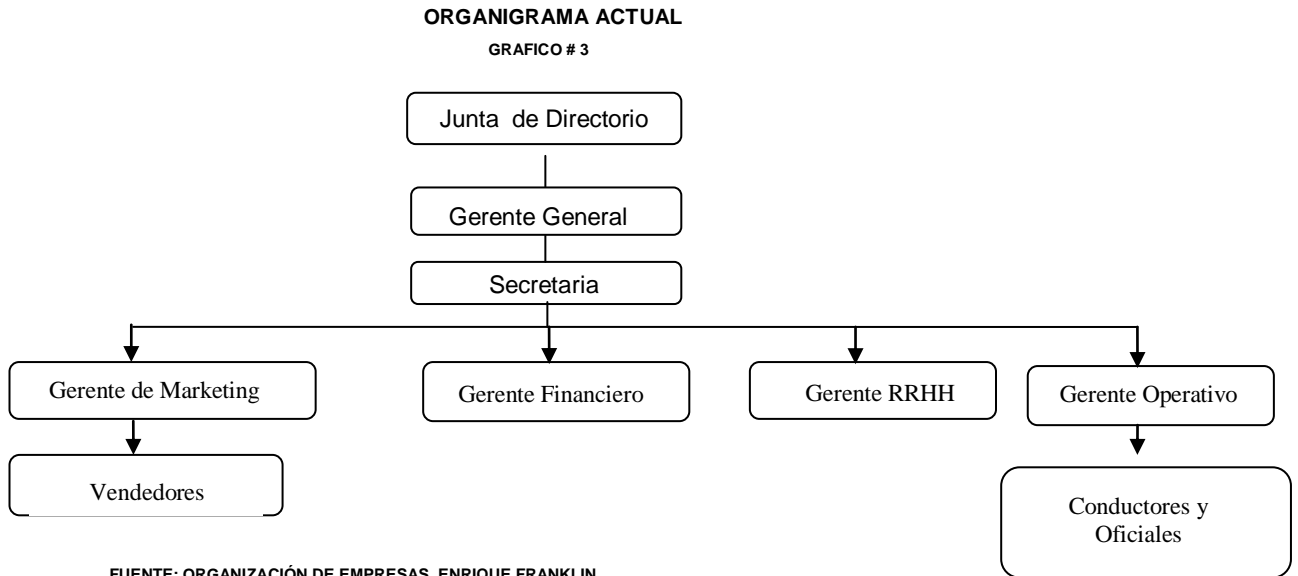 ORGANIGRAMA ACTUAL
GRAFICO # 3
Junta de Directorio
Gerente General
Secretaria
Gerente de Marketing
Gerente Financiero
Gerente RRHH
Gerente Operativo
Vendedores
Conductores y
Oficiales
FUENTE: ORGANIZACIÓN DE EMPRESAS, ENRIQUE FRANKLIN